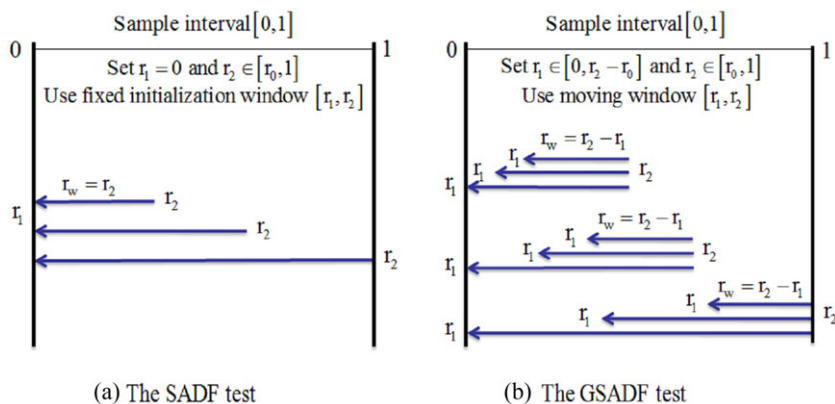 Sample interval[0,1]
0
1
Set r₁ = 0 and r₂ ∈ [r₀,1]
Use fixed initialization window [r₁,r₂]
r_w = r₂
r₂
r₁
r₂
r₂
(a) The SADF test
Sample interval[0,1]
0
1
Set r₁ ∈ [0, r₂ − r₀] and r₂ ∈ [r₀,1]
Use moving window [r₁,r₂]
r_w = r₂ − r₁
r₁
r₁
r₂
r₁
r_w = r₂ − r₁
r₁
r₁
r₂
r₁
r_w = r₂ − r₁
r₁
r₁
r₂
r₁
(b) The GSADF test